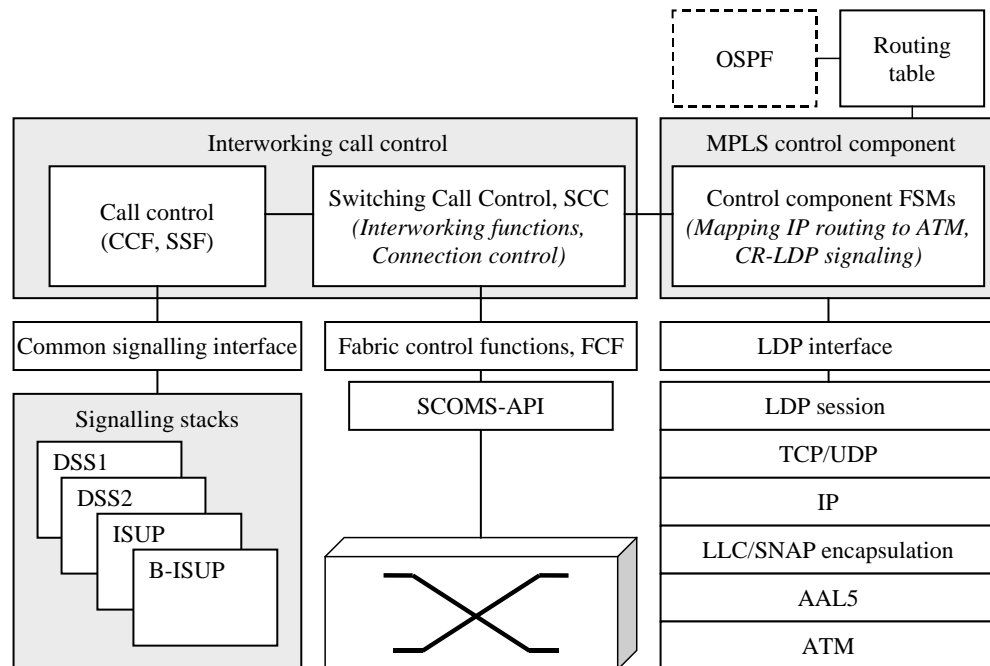 OSPF
Routing
table
Interworking call control
MPLS control component
Call control
(CCF, SSF)
Switching Call Control, SCC
(Interworking functions,
Connection control)
Control component FSMs
(Mapping IP routing to ATM,
CR-LDP signaling)
Common signalling interface
Fabric control functions, FCF
LDP interface
Signalling stacks
DSS1
DSS2
ISUP
B-ISUP
SCOMS-API
LDP session
TCP/UDP
IP
LLC/SNAP encapsulation
AAL5
ATM